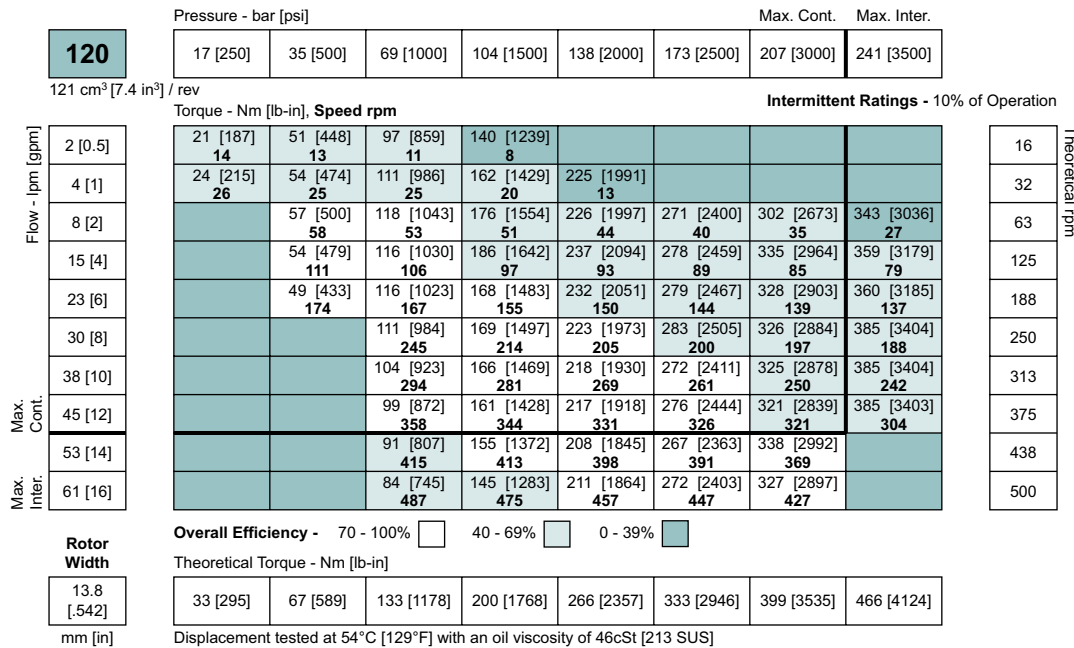 Pressure - bar [psi] Max. Cont. Max. Inter.
120 17 [250] 35 [500] 69 [1000] 104 [1500] 138 [2000] 173 [2500] 207 [3000] 241 [3500]
121 cm³ [7.4 in³] / rev
Intermittent Ratings - 10% of Operation
Torque - Nm [lb-in], Speed rpm
Flow - lpm [gpm]
Theoretical rpm
2 [0.5] 21 [187] 51 [448] 97 [859] 140 [1239] 16
14 13 11 8
4 [1] 24 [215] 54 [474] 111 [986] 162 [1429] 225 [1991] 32
26 25 25 20 13
8 [2] 57 [500] 118 [1043] 176 [1554] 226 [1997] 271 [2400] 302 [2673] 343 [3036] 63
58 53 51 44 40 35 27
15 [4] 54 [479] 116 [1030] 186 [1642] 237 [2094] 278 [2459] 335 [2964] 359 [3179] 125
111 106 97 93 89 85 79
23 [6] 49 [433] 116 [1023] 168 [1483] 232 [2051] 279 [2467] 328 [2903] 360 [3185] 188
174 167 155 150 144 139 137
30 [8] 111 [984] 169 [1497] 223 [1973] 283 [2505] 326 [2884] 385 [3404] 250
245 214 205 200 197 188
38 [10] 104 [923] 166 [1469] 218 [1930] 272 [2411] 325 [2878] 385 [3404] 313
294 281 269 261 250 242
Max. Cont.
45 [12] 99 [872] 161 [1428] 217 [1918] 276 [2444] 321 [2839] 385 [3403] 375
358 344 331 326 321 304
53 [14] 91 [807] 155 [1372] 208 [1845] 267 [2363] 338 [2992] 438
415 413 398 391 369
Max. Inter.
61 [16] 84 [745] 145 [1283] 211 [1864] 272 [2403] 327 [2897] 500
487 475 457 447 427
Overall Efficiency - 70 - 100% 40 - 69% 0 - 39%
Rotor
Width
Theoretical Torque - Nm [lb-in]
13.8
[.542]
33 [295] 67 [589] 133 [1178] 200 [1768] 266 [2357] 333 [2946] 399 [3535] 466 [4124]
mm [in] Displacement tested at 54°C [129°F] with an oil viscosity of 46cSt [213 SUS]